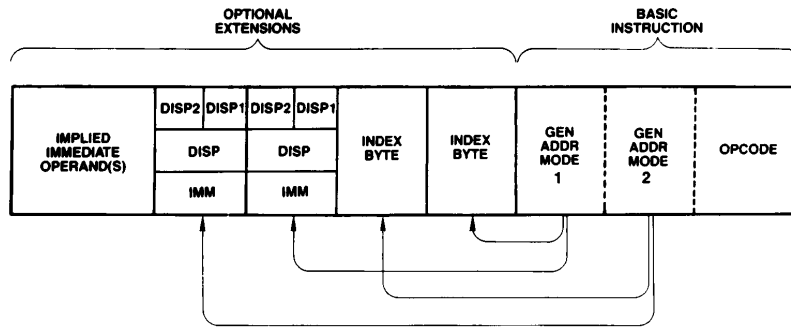 OPTIONAL
EXTENSIONS
BASIC
INSTRUCTION
IMPLIED
IMMEDIATE
OPERAND(S)
DISP2 DISP1 DISP2 DISP1
DISP DISP
IMM IMM
INDEX
BYTE
INDEX
BYTE
GEN
ADDR
MODE
1
GEN
ADDR
MODE
2
OPCODE